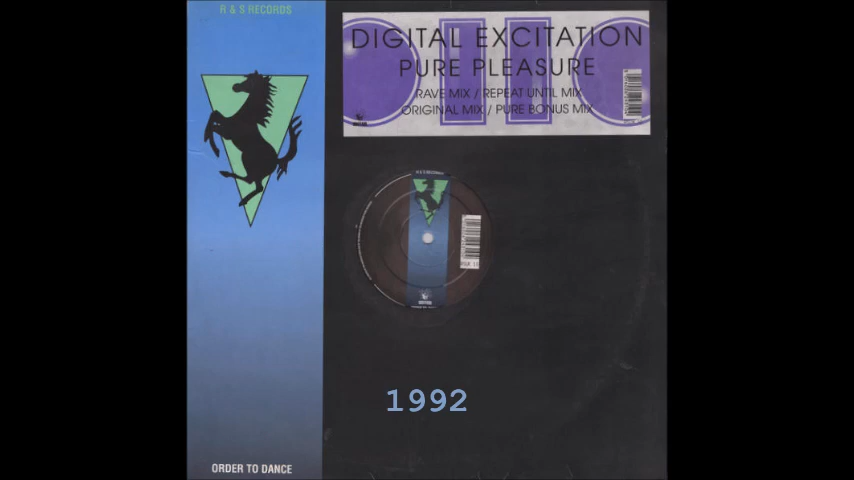 R & S RECORDS
DIGITAL EXCITATION
PURE PLEASURE
RAVE MIX / REPEAT UNTIL MIX
ORIGINAL MIX / PURE BONUS MIX
R & S RECORDS
1992
ORDER TO DANCE